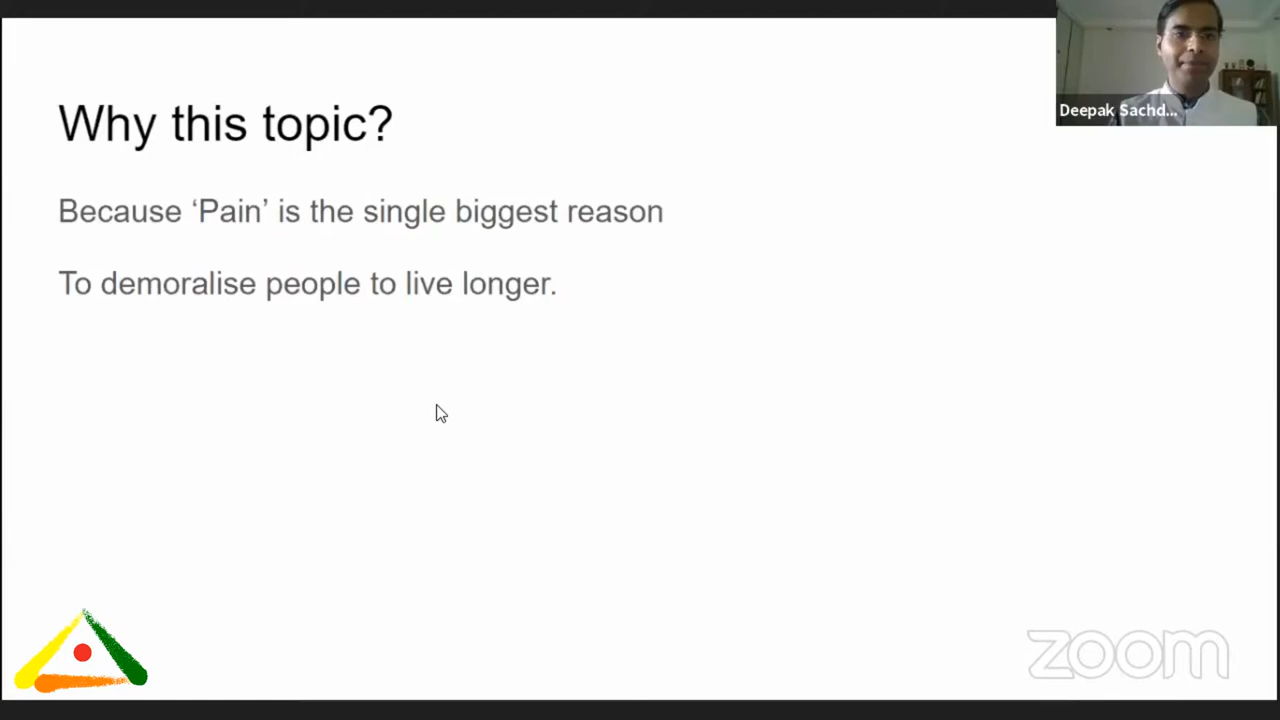 Deepak Sachd...
Why this topic?
Because ‘Pain’ is the single biggest reason
To demoralise people to live longer.
zoom